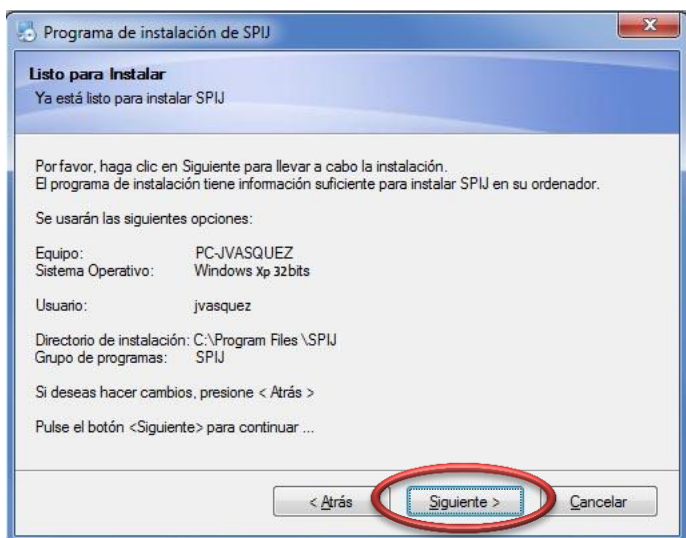 Programa de instalación de SPIJ
Listo para Instalar
Ya está listo para instalar SPIJ
Por favor, haga clic en Siguiente para llevar a cabo la instalación.
El programa de instalación tiene información suficiente para instalar SPIJ en su ordenador.
Se usarán las siguientes opciones:
Equipo: PC-JVASQUEZ
Sistema Operativo: Windows Xp 32bits
Usuario: jvasquez
Directorio de instalación: C:\Program Files \SPIJ
Grupo de programas: SPIJ
Si deseas hacer cambios, presione < Atrás >
Pulse el botón <Siguiente> para continuar ...
< Atrás Siguiente > Cancelar